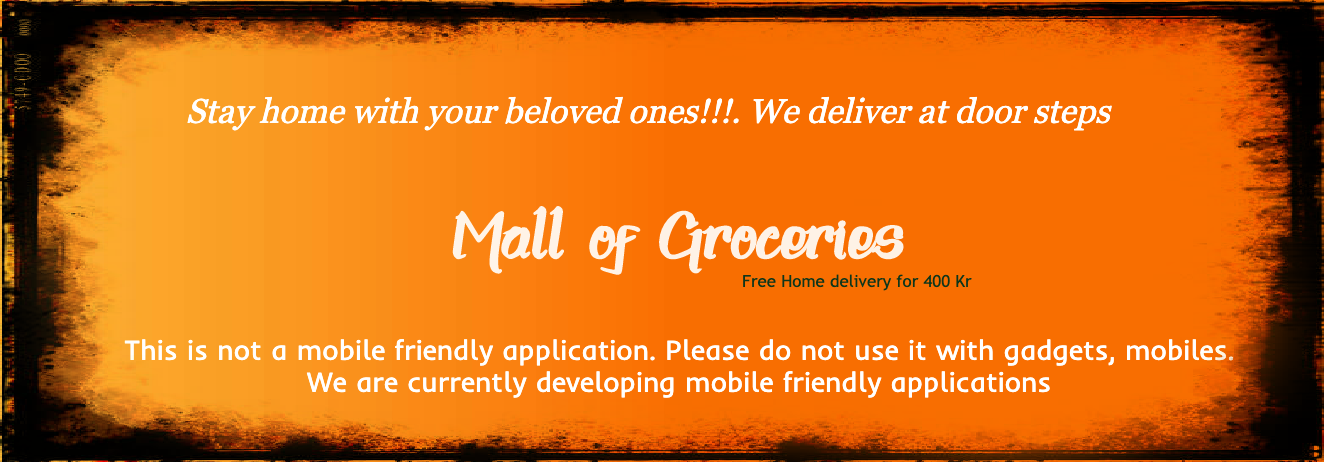 Stay home with your beloved ones!!!. We deliver at door steps
Mall of Groceries
Free Home delivery for 400 Kr
This is not a mobile friendly application. Please do not use it with gadgets, mobiles.
We are currently developing mobile friendly applications